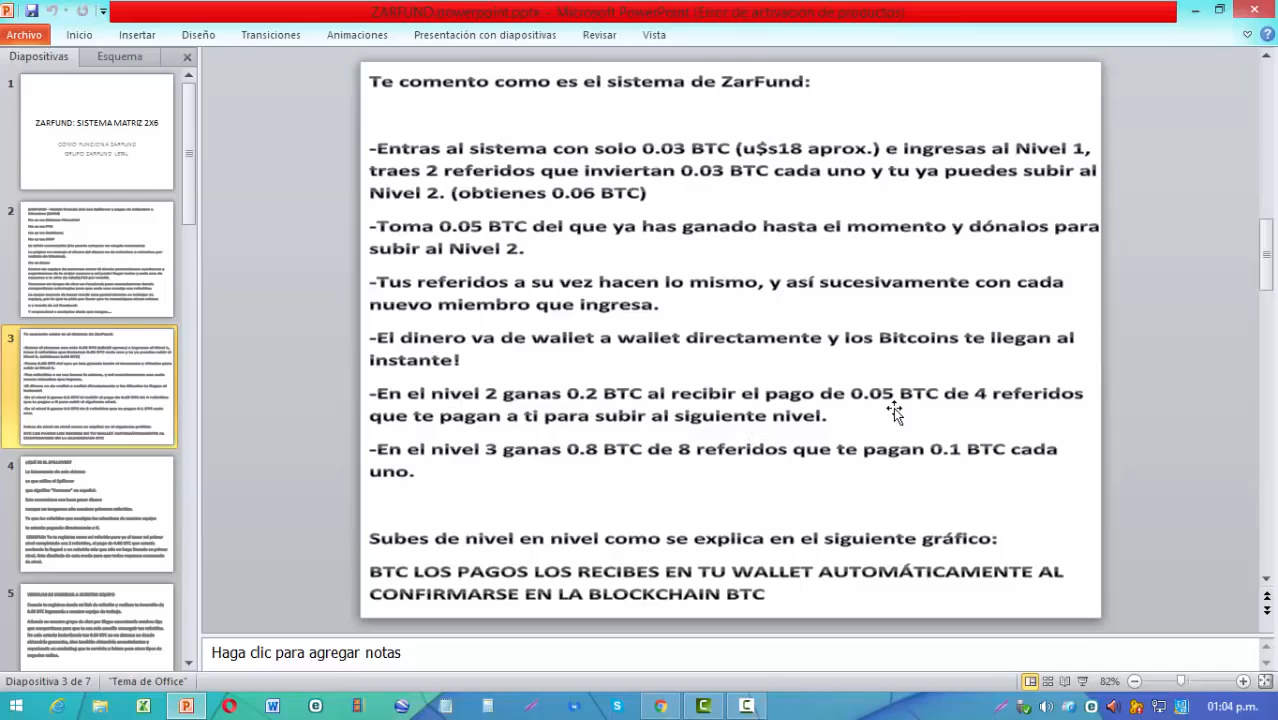 ZARFUND.powerpoint.pptx - Microsoft PowerPoint (Error de activación de productos)
Archivo Inicio Insertar Diseño Transiciones Animaciones Presentación con diapositivas Revisar Vista
Diapositivas Esquema
1
ZARFUND: SISTEMA MATRIZ 2X6
COMO FUNCIONA ZARFUND
GRUPO ZARFUND LEPAL
2
3
4
5
Te comento como es el sistema de ZarFund:
-Entras al sistema con solo 0.03 BTC (u$s18 aprox.) e ingresas al Nivel 1,
traes 2 referidos que inviertan 0.03 BTC cada uno y tu ya puedes subir al
Nivel 2. (obtienes 0.06 BTC)
-Toma 0.05 BTC del que ya has ganado hasta el momento y dónalos para
subir al Nivel 2.
-Tus referidos a su vez hacen lo mismo, y así sucesivamente con cada
nuevo miembro que ingresa.
-El dinero va de wallet a wallet directamente y los Bitcoins te llegan al
instante!
-En el nivel 2 ganas 0.2 BTC al recibir el pago de 0.05 BTC de 4 referidos
que te pagan a ti para subir al siguiente nivel.
-En el nivel 3 ganas 0.8 BTC de 8 referidos que te pagan 0.1 BTC cada
uno.
Subes de nivel en nivel como se explica en el siguiente gráfico:
BTC LOS PAGOS LOS RECIBES EN TU WALLET AUTOMÁTICAMENTE AL
CONFIRMARSE EN LA BLOCKCHAIN BTC
Haga clic para agregar notas
Diapositiva 3 de 7 "Tema de Office" 82%
01:04 p.m.